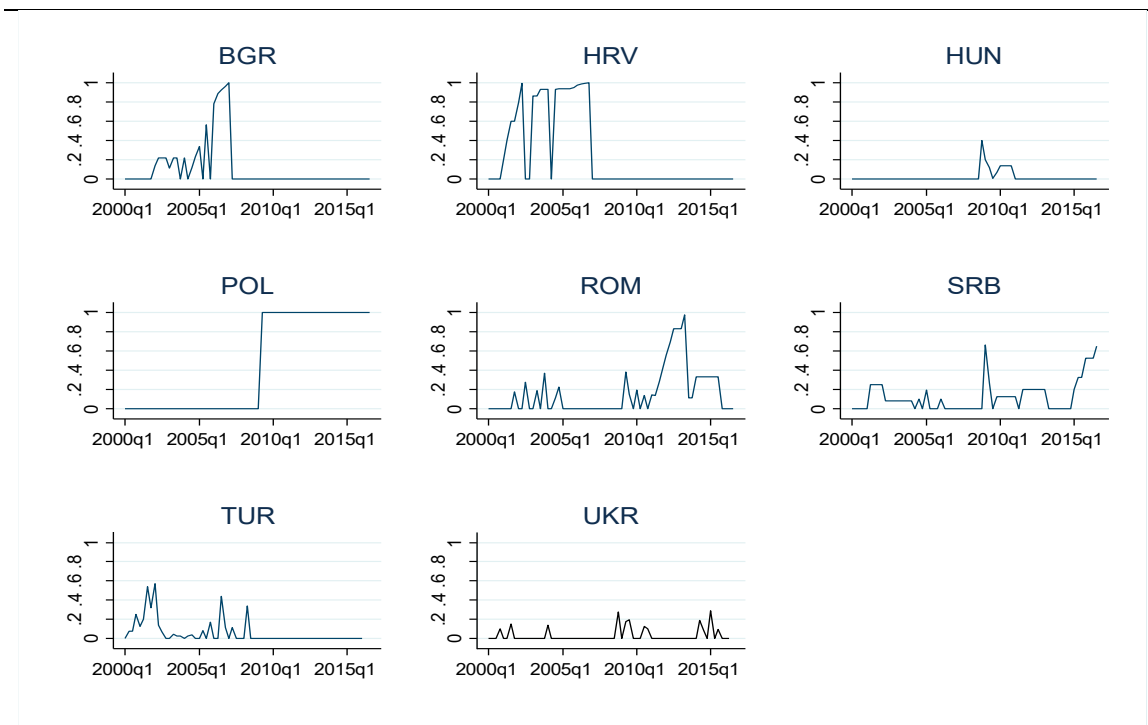 BGR HRV HUN
0 .2 .4 .6 .8 1 0 .2 .4 .6 .8 1 0 .2 .4 .6 .8 1
2000q1 2005q1 2010q1 2015q1 2000q1 2005q1 2010q1 2015q1 2000q1 2005q1 2010q1 2015q1
POL ROM SRB
0 .2 .4 .6 .8 1 0 .2 .4 .6 .8 1 0 .2 .4 .6 .8 1
2000q1 2005q1 2010q1 2015q1 2000q1 2005q1 2010q1 2015q1 2000q1 2005q1 2010q1 2015q1
TUR UKR
0 .2 .4 .6 .8 1 0 .2 .4 .6 .8 1
2000q1 2005q1 2010q1 2015q1 2000q1 2005q1 2010q1 2015q1